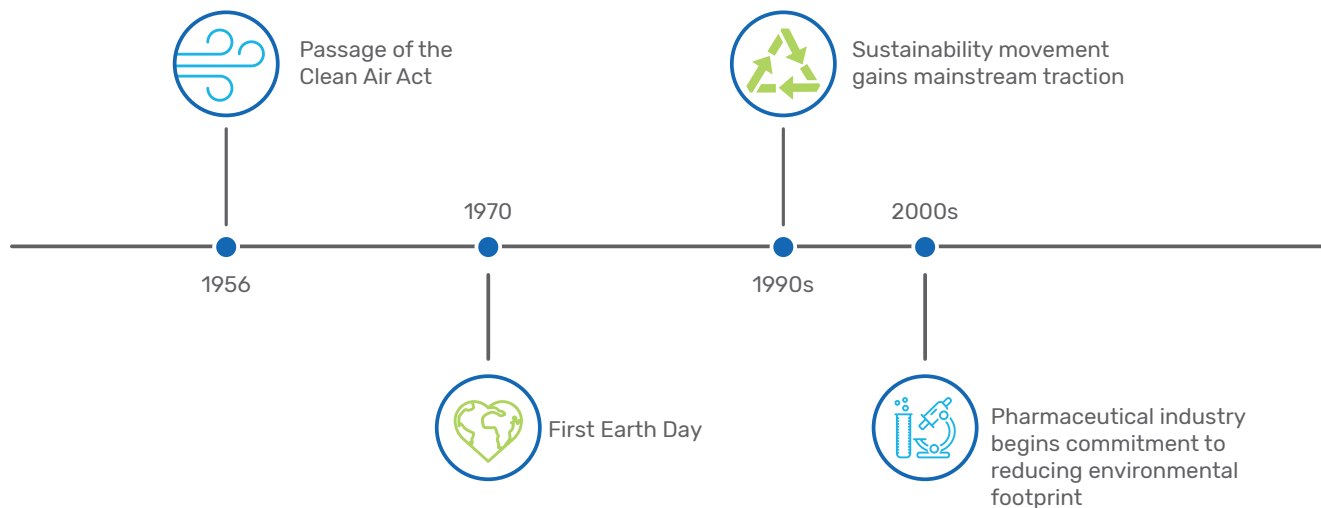 Passage of the
Clean Air Act
Sustainability movement
gains mainstream traction
1970
2000s
1956
1990s
First Earth Day
Pharmaceutical industry
begins commitment to
reducing environmental
footprint